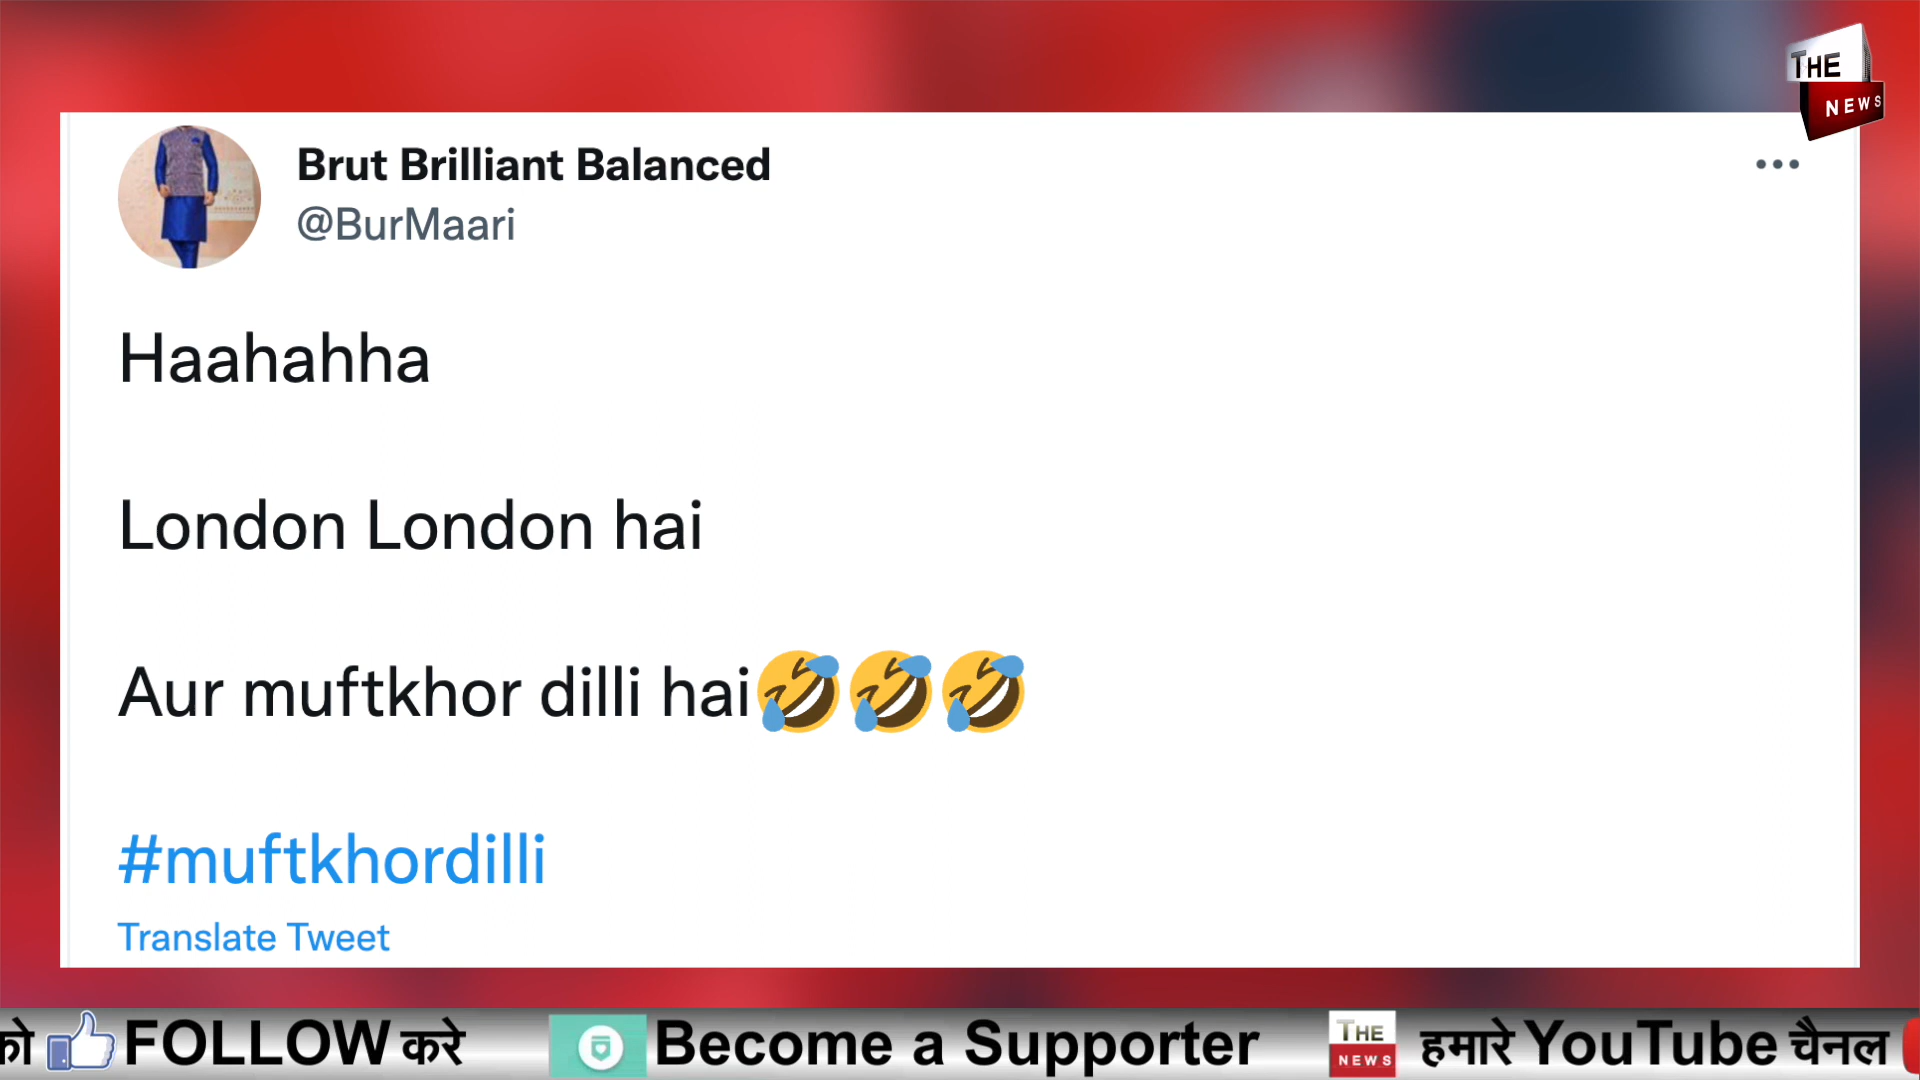 THE
NEWS
Brut Brilliant Balanced
@BurMaari
Haahahha
London London hai
Aur muftkhor dilli hai🤣🤣🤣
#muftkhordilli
Translate Tweet
को FOLLOW करे Become a Supporter THE NEWS हमारे YouTube चैनल